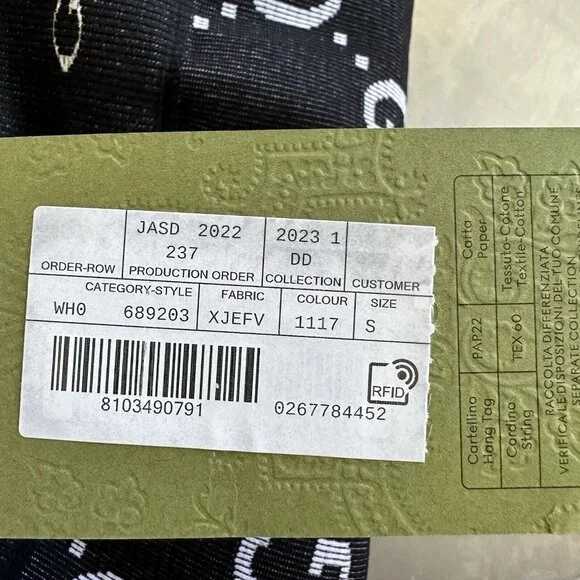 JASD 2022
237
2023 1
DD
ORDER-ROW
PRODUCTION ORDER
COLLECTION
CUSTOMER
CATEGORY-STYLE
FABRIC
COLOUR
SIZE
WH0 689203
XJEFV
1117
S
8103490791
0267784452
RFID
Cartellino
Hang Tag
PAP22
Carta
Paper
Cordino
String
TEX 60
Tessuto-Cotone
Textile-Cotton
RACCOLTA DIFFERENZIATA
VERIFICA LE DISPOSIZIONI DEL TUO COMUNE
SEPARATE COLLECTION